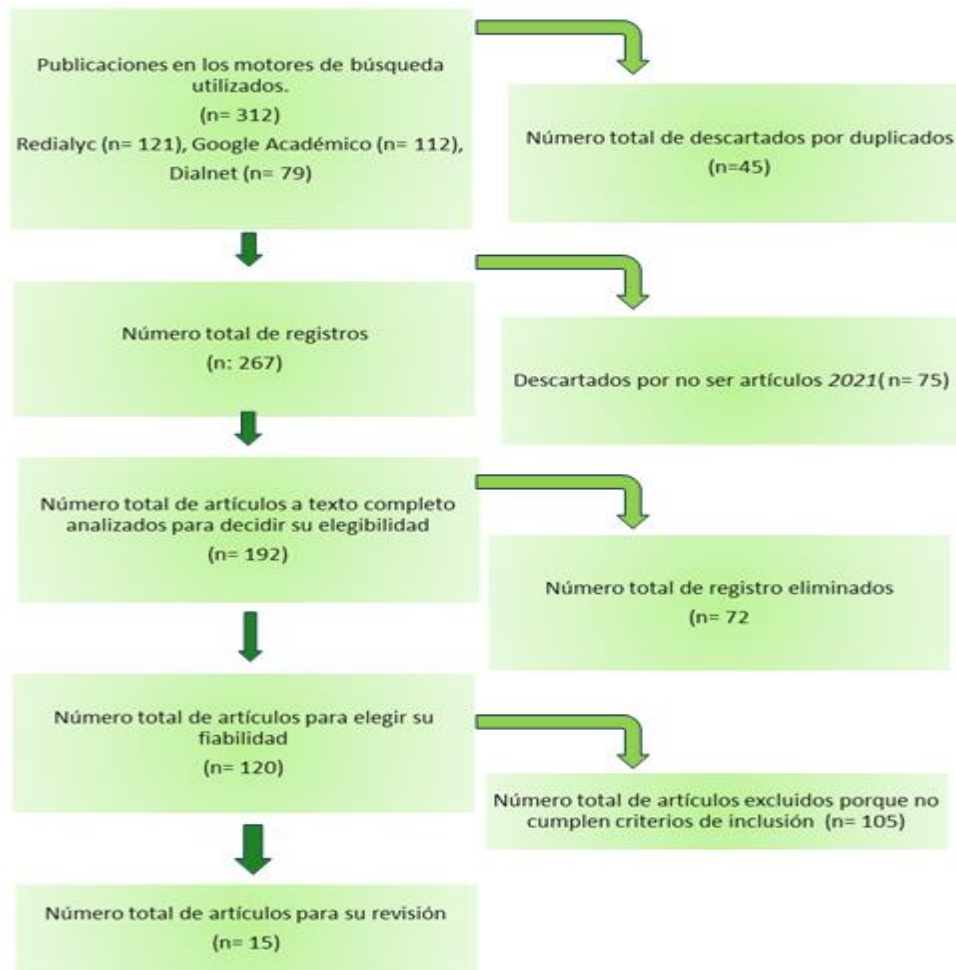 Publicaciones en los motores de búsqueda
utilizados.
(n= 312)
Redialyc (n= 121), Google Académico (n= 112),
Dialnet (n= 79)
Número total de descartados por duplicados
(n=45)
Número total de registros
(n: 267)
Descartados por no ser artículos 2021( n= 75)
Número total de artículos a texto completo
analizados para decidir su elegibilidad
(n= 192)
Número total de registro eliminados
(n= 72
Número total de artículos para elegir su
fiabilidad
(n= 120)
Número total de artículos excluidos porque no
cumplen criterios de inclusión (n= 105)
Número total de artículos para su revisión
(n= 15)